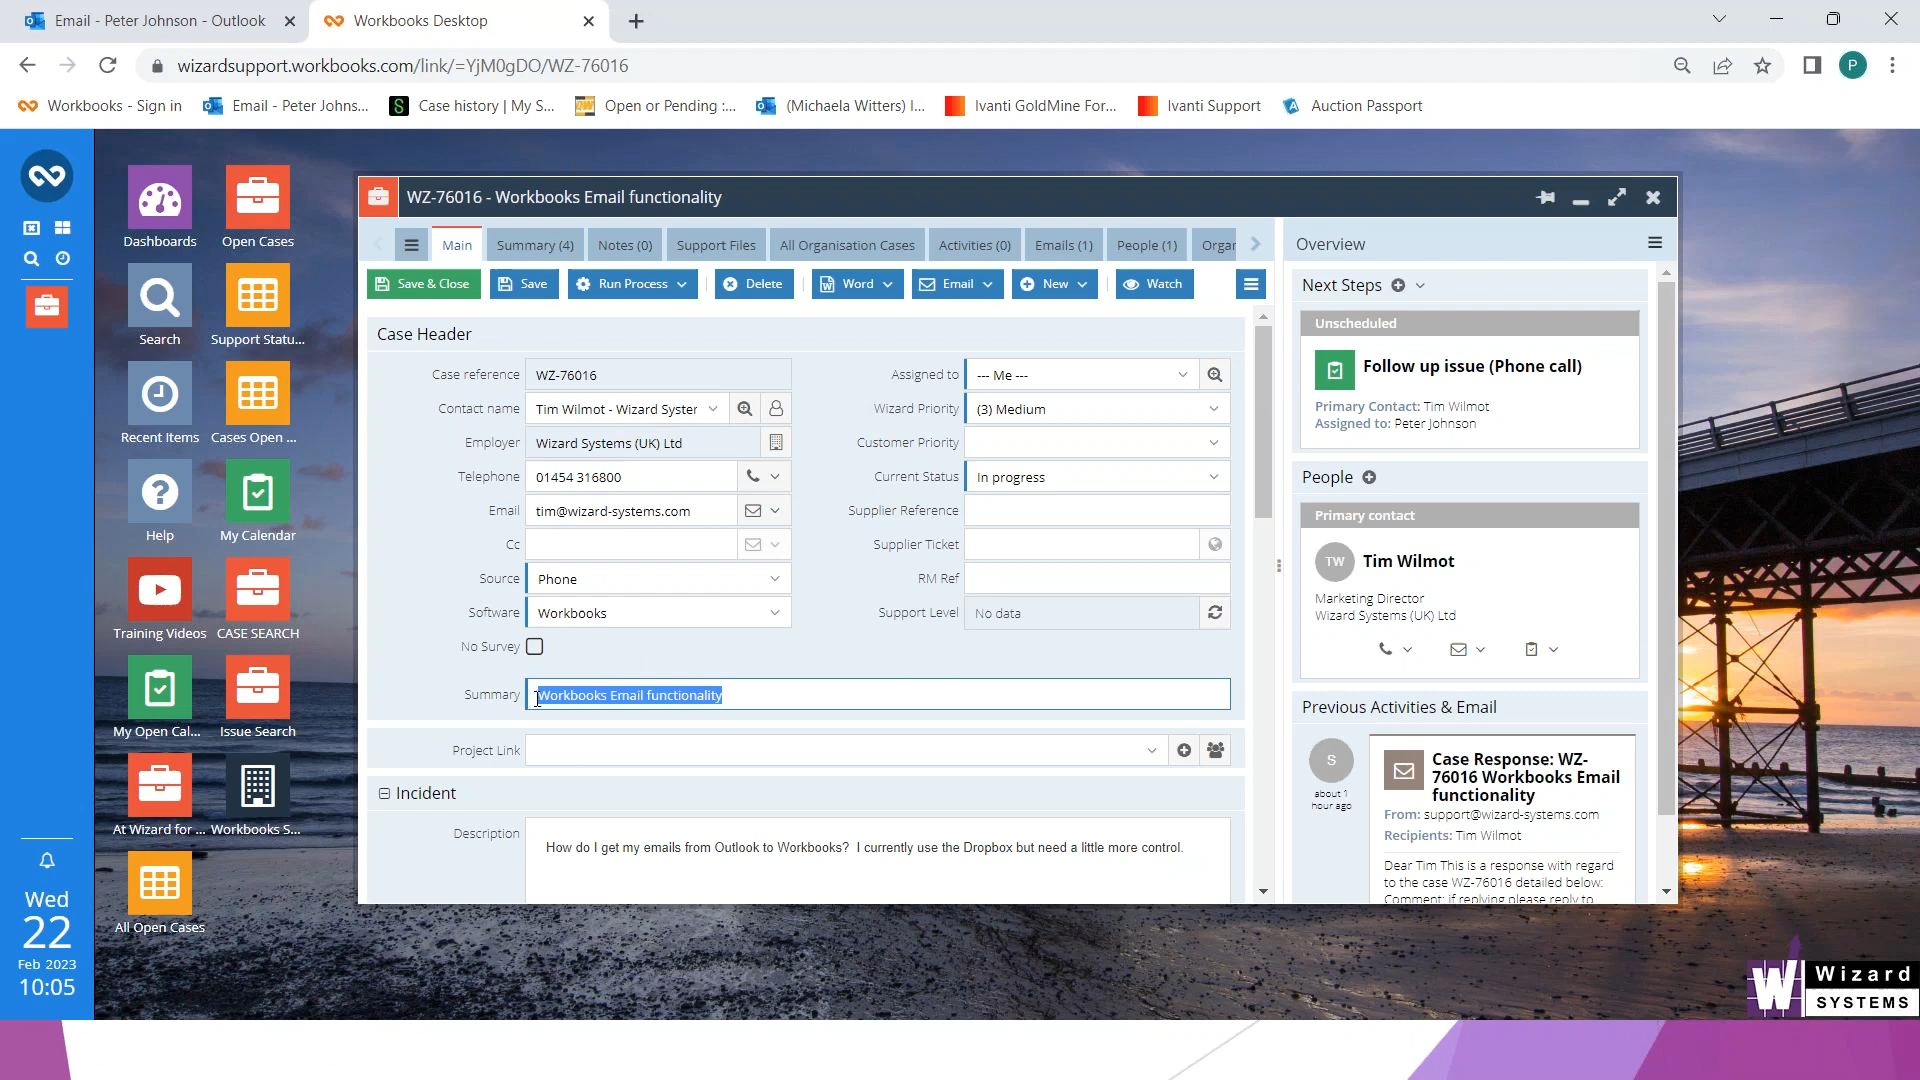 Email - Peter Johnson - Outlook
Workbooks Desktop
wizardsupport.workbooks.com/link/=YjM0gDO/WZ-76016
P
Workbooks - Sign in
Email - Peter Johns...
Case history | My S...
Open or Pending :...
(Michaela Witters) I...
Ivanti GoldMine For...
Ivanti Support
Auction Passport
Dashboards
Open Cases
Search
Support Statu...
Recent Items
Cases Open ...
Help
My Calendar
Training Videos
CASE SEARCH
My Open Cal...
Issue Search
At Wizard for ...
Workbooks S...
All Open Cases
Wed
22
Feb 2023
10:05
WZ-76016 - Workbooks Email functionality
Main
Summary (4)
Notes (0)
Support Files
All Organisation Cases
Activities (0)
Emails (1)
People (1)
Organ
Save & Close
Save
Run Process
Delete
Word
Email
New
Watch
Case Header
Case reference WZ-76016
Contact name Tim Wilmot - Wizard System
Employer Wizard Systems (UK) Ltd
Telephone 01454 316800
Email tim@wizard-systems.com
Cc
Source Phone
Software Workbooks
No Survey
Assigned to --- Me ---
Wizard Priority (3) Medium
Customer Priority
Current Status In progress
Supplier Reference
Supplier Ticket
RM Ref
Support Level No data
Summary Workbooks Email functionality
Project Link
Incident
Description How do I get my emails from Outlook to Workbooks? I currently use the Dropbox but need a little more control.
Overview
Next Steps
Unscheduled
Follow up issue (Phone call)
Primary Contact: Tim Wilmot
Assigned to: Peter Johnson
People
Primary contact
TW
Tim Wilmot
Marketing Director
Wizard Systems (UK) Ltd
Previous Activities & Email
S
about 1
hour ago
Case Response: WZ-
76016 Workbooks Email
functionality
From: support@wizard-systems.com
Recipients: Tim Wilmot
Dear Tim This is a response with regard
to the case WZ-76016 detailed below:
Comment: if replying please reply to
W
Wizard
SYSTEMS